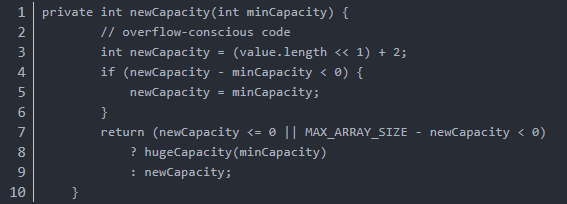 1 private int newCapacity(int minCapacity) {
2         // overflow-conscious code
3         int newCapacity = (value.length << 1) + 2;
4         if (newCapacity - minCapacity < 0) {
5             newCapacity = minCapacity;
6         }
7         return (newCapacity <= 0 || MAX_ARRAY_SIZE - newCapacity < 0)
8             ? hugeCapacity(minCapacity)
9             : newCapacity;
10     }